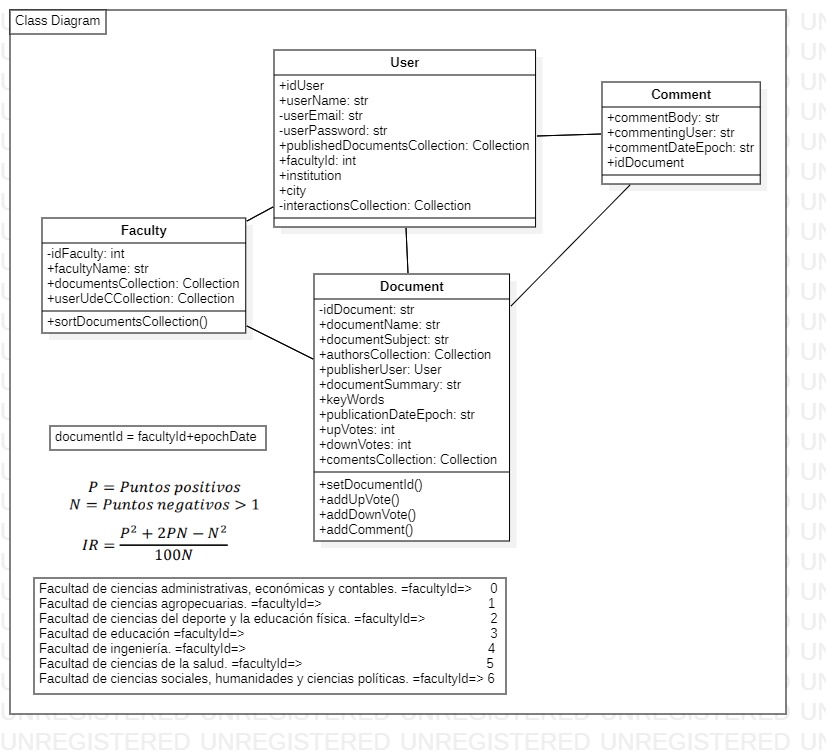 Class Diagram
User
+idUser
+userName: str
-userEmail: str
-userPassword: str
+publishedDocumentsCollection: Collection
+facultyId: int
+institution
+city
-interactionsCollection: Collection
Comment
+commentBody: str
+commentingUser: str
+commentDateEpoch: str
+idDocument
Faculty
-idFaculty: int
+facultyName: str
+documentsCollection: Collection
+userUdeCCollection: Collection
+sortDocumentsCollection()
Document
-idDocument: str
+documentName: str
+documentSubject: str
+authorsCollection: Collection
+publisherUser: User
+documentSummary: str
+keyWords
+publicationDateEpoch: str
+upVotes: int
+downVotes: int
+comentsCollection: Collection
+setDocumentId()
+addUpVote()
+addDownVote()
+addComment()
documentId = facultyId+epochDate
P = Puntos positivos
N = Puntos negativos > 1
IR = (P² + 2PN − N²) / 100N
Facultad de ciencias administrativas, económicas y contables. =facultyId=> 0
Facultad de ciencias agropecuarias. =facultyId=> 1
Facultad de ciencias del deporte y la educación física. =facultyId=> 2
Facultad de educación =facultyId=> 3
Facultad de ingeniería. =facultyId=> 4
Facultad de ciencias de la salud. =facultyId=> 5
Facultad de ciencias sociales, humanidades y ciencias políticas. =facultyId=> 6
UNREGISTERED UNREGISTERED UNREGISTERED UNREGISTERED UN